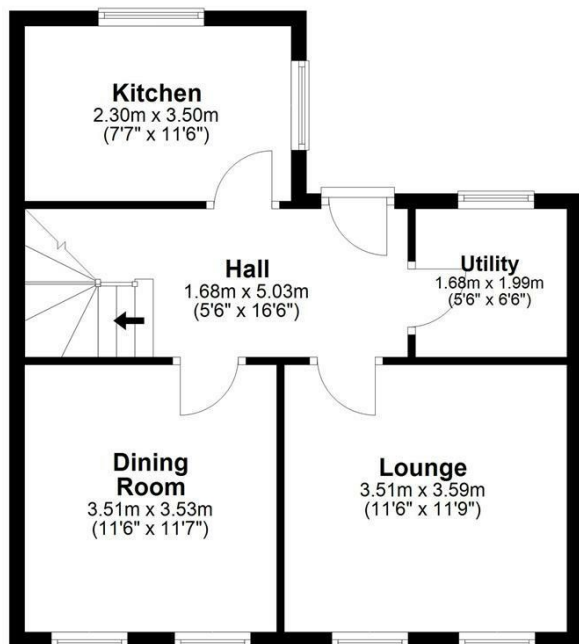 Kitchen
2.30m x 3.50m
(7'7" x 11'6")
Hall
1.68m x 5.03m
(5'6" x 16'6")
Utility
1.68m x 1.99m
(5'6" x 6'6")
Dining
Room
3.51m x 3.53m
(11'6" x 11'7")
Lounge
3.51m x 3.59m
(11'6" x 11'9")